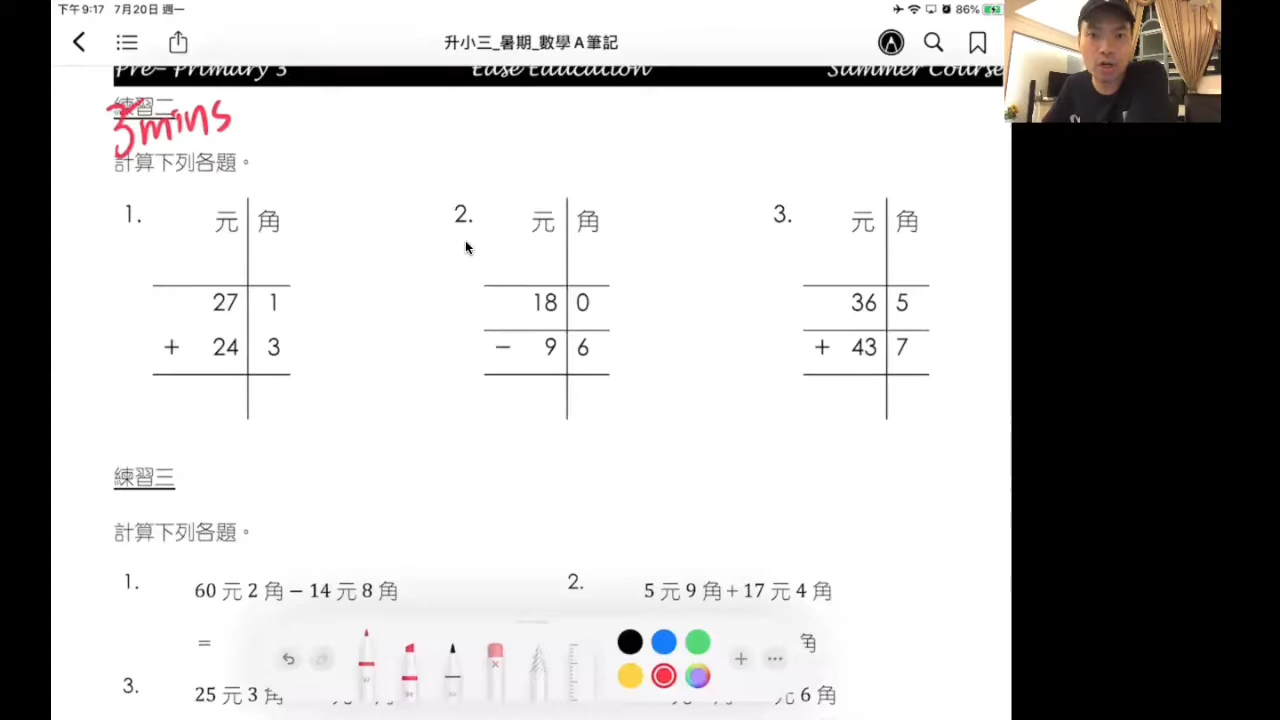 下午9:17 7月20日 週一
86%
升小三_暑期_數學A筆記
Pre- Primary 3 Ease Education Summer Course
練習二
3mins
計算下列各題。
1. 元 角
27 1
+ 24 3
2. 元 角
18 0
− 9 6
3. 元 角
36 5
+ 43 7
練習三
計算下列各題。
1. 60 元 2 角 − 14 元 8 角
=
2. 5 元 9 角 + 17 元 4 角
角
3. 25 元 3
元 6 角